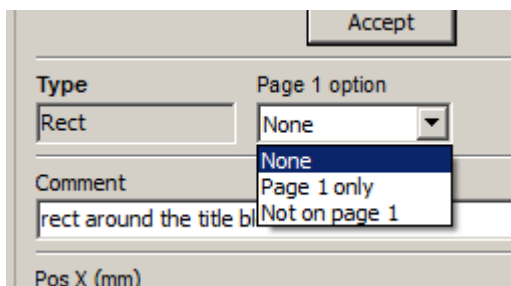 Accept
Type
Page 1 option
Rect
None
None
Page 1 only
Not on page 1
Comment
rect around the title bl
Pos X (mm)